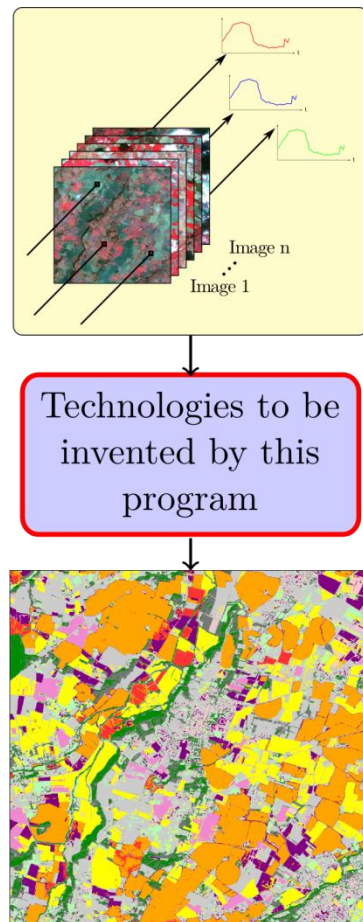 t
t
t
Image n
Image 1
Technologies to be
invented by this
program